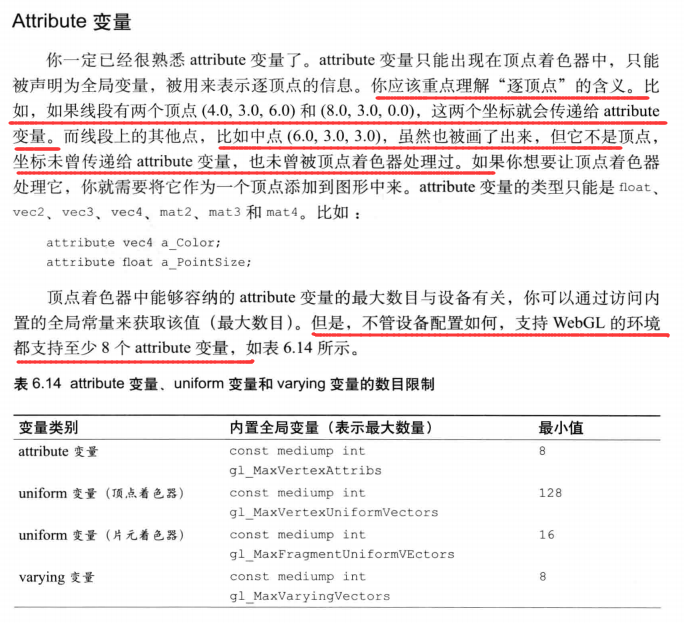 Attribute 变量
你一定已经很熟悉 attribute 变量了。attribute 变量只能出现在顶点着色器中，只能
被声明为全局变量，被用来表示逐顶点的信息。你应该重点理解“逐顶点”的含义。比
如，如果线段有两个顶点 (4.0, 3.0, 6.0) 和 (8.0, 3.0, 0.0)，这两个坐标就会传递给 attribute
变量。而线段上的其他点，比如中点 (6.0, 3.0, 3.0)，虽然也被画了出来，但它不是顶点，
坐标未曾传递给 attribute 变量，也未曾被顶点着色器处理过。如果你想要让顶点着色器
处理它，你就需要将它作为一个顶点添加到图形中来。attribute 变量的类型只能是 float、
vec2、vec3、vec4、mat2、mat3 和 mat4。比如：
attribute vec4 a_Color;
attribute float a_PointSize;
顶点着色器中能够容纳的 attribute 变量的最大数目与设备有关，你可以通过访问内
置的全局常量来获取该值（最大数目）。但是，不管设备配置如何，支持 WebGL 的环境
都支持至少 8 个 attribute 变量，如表 6.14 所示。
表 6.14 attribute 变量、uniform 变量和 varying 变量的数目限制
变量类别 内置全局变量（表示最大数量） 最小值
attribute 变量 const mediump int 8
gl_MaxVertexAttribs
uniform 变量（顶点着色器） const mediump int 128
gl_MaxVertexUniformVectors
uniform 变量（片元着色器） const mediump int 16
gl_MaxFragmentUniformVEctors
varying 变量 const mediump int 8
gl_MaxVaryingVectors